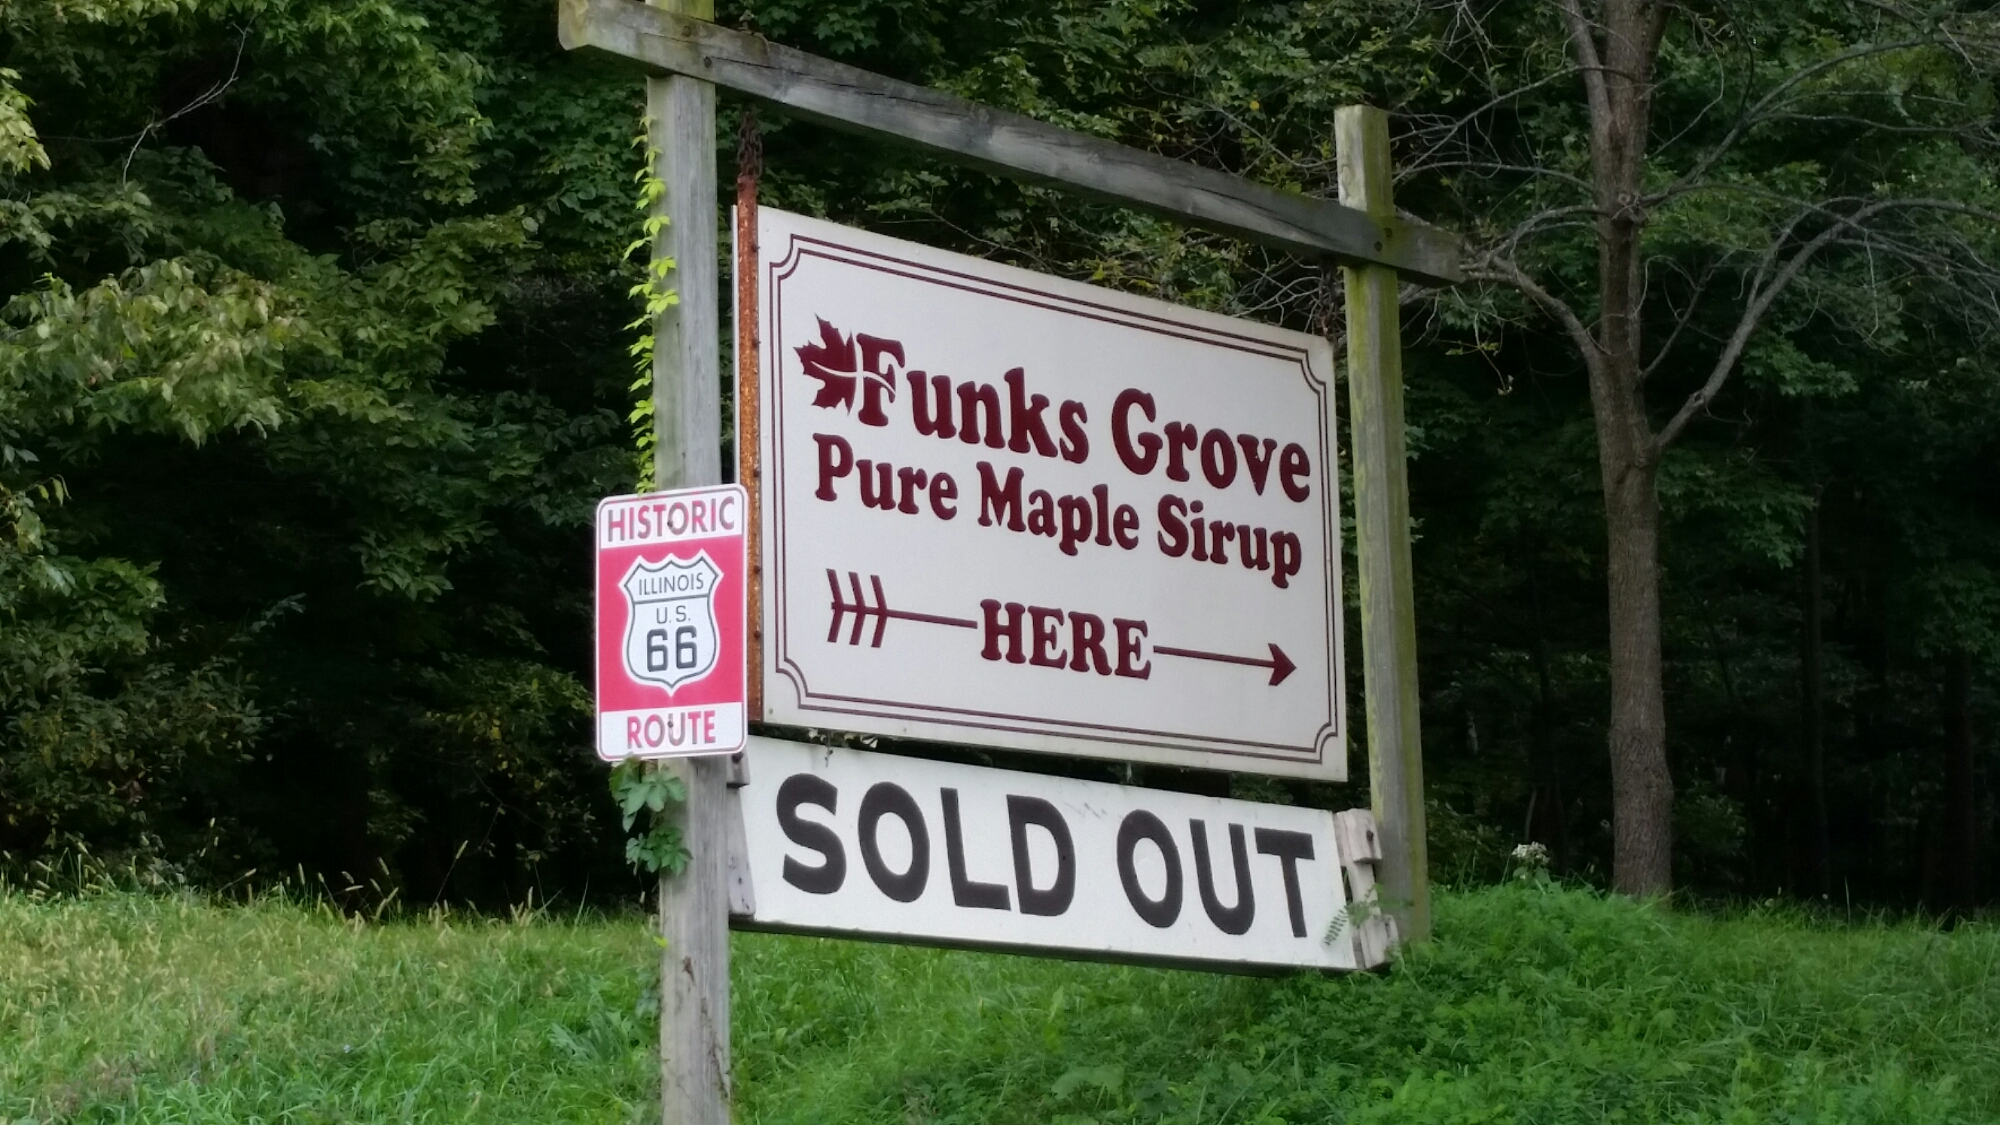 Funks Grove
Pure Maple Sirup
HERE
HISTORIC
ILLINOIS
U.S.
66
ROUTE
SOLD OUT